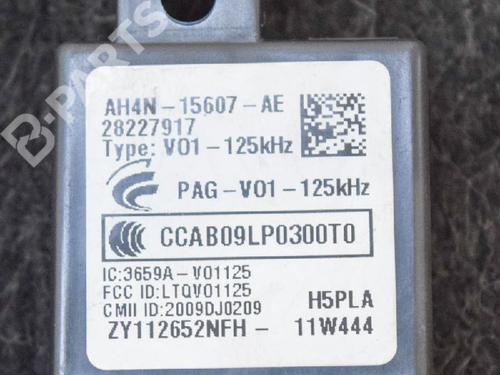 AH4N-15607-AE
28227917
Type: V01-125kHz
PAG-V01-125kHz
CCAB09LP0300T0
IC:3659A-V01125
FCC ID:LTQV01125
CMII ID:2009DJ0209
H5PLA
ZY112652NFH- 11W444